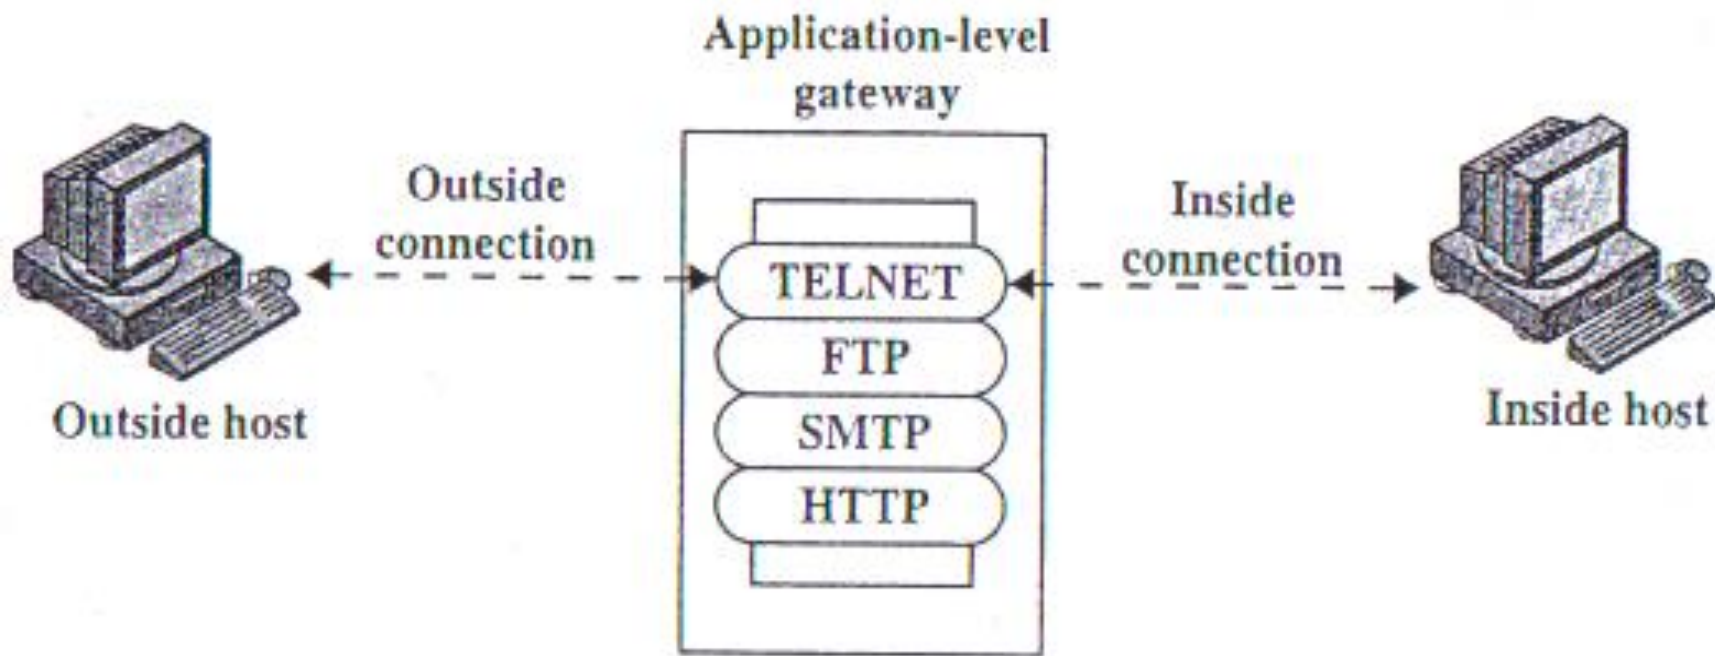 Application-level
gateway
Outside
connection
Inside
connection
TELNET
FTP
SMTP
HTTP
Outside host
Inside host